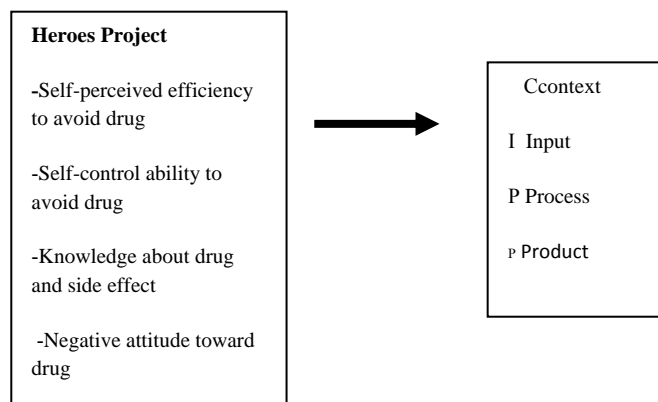 Heroes Project
-Self-perceived efficiency
to avoid drug
-Self-control ability to
avoid drug
-Knowledge about drug
and side effect
-Negative attitude toward
drug
Ccontext
I Input
P Process
P Product